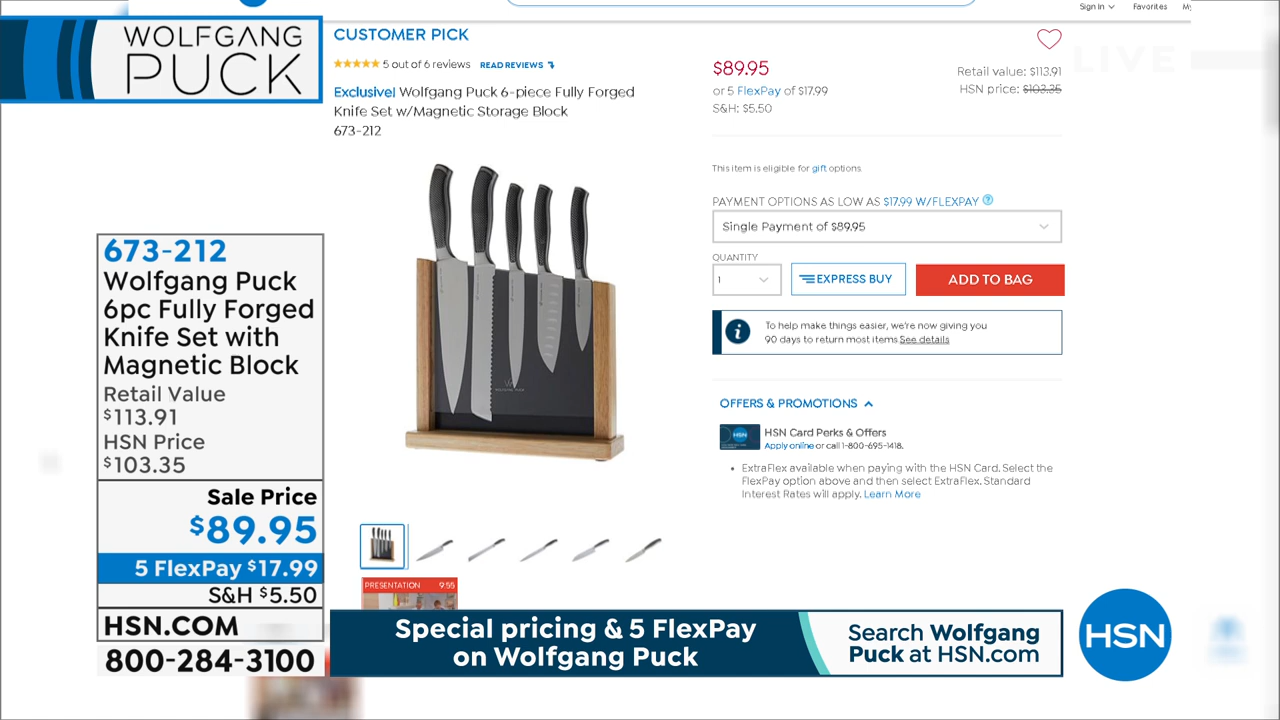 Sign In
Favorites
My
WOLFGANG
PUCK
LIVE
CUSTOMER PICK
5 out of 6 reviews READ REVIEWS
Exclusive! Wolfgang Puck 6-piece Fully Forged
Knife Set w/Magnetic Storage Block
673-212
$89.95
or 5 FlexPay of $17.99
S&H: $5.50
Retail value: $113.91
HSN price: $103.35
This item is eligible for gift options.
PAYMENT OPTIONS AS LOW AS $17.99 W/FLEXPAY ?
Single Payment of $89.95
QUANTITY
1
EXPRESS BUY
ADD TO BAG
i
To help make things easier, we're now giving you
90 days to return most items See details
OFFERS & PROMOTIONS
HSN
HSN Card Perks & Offers
Apply online or call 1-800-695-1418.
• ExtraFlex available when paying with the HSN Card. Select the
FlexPay option above and then select ExtraFlex. Standard
Interest Rates will apply. Learn More
WOLFGANG PUCK
PRESENTATION 9:55
673-212
Wolfgang Puck
6pc Fully Forged
Knife Set with
Magnetic Block
Retail Value
$113.91
HSN Price
$103.35
Sale Price
$89.95
5 FlexPay $17.99
S&H $5.50
HSN.COM
800-284-3100
Special pricing & 5 FlexPay
on Wolfgang Puck
Search Wolfgang
Puck at HSN.com
HSN